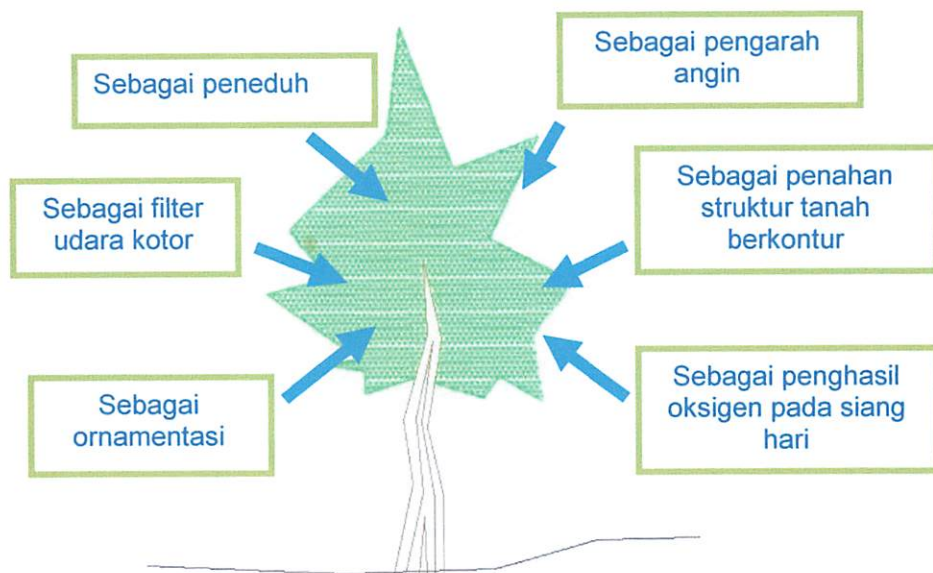 Sebagai peneduh
Sebagai pengarah
angin
Sebagai filter
udara kotor
Sebagai penahan
struktur tanah
berkontur
Sebagai
ornamentasi
Sebagai penghasil
oksigen pada siang
hari